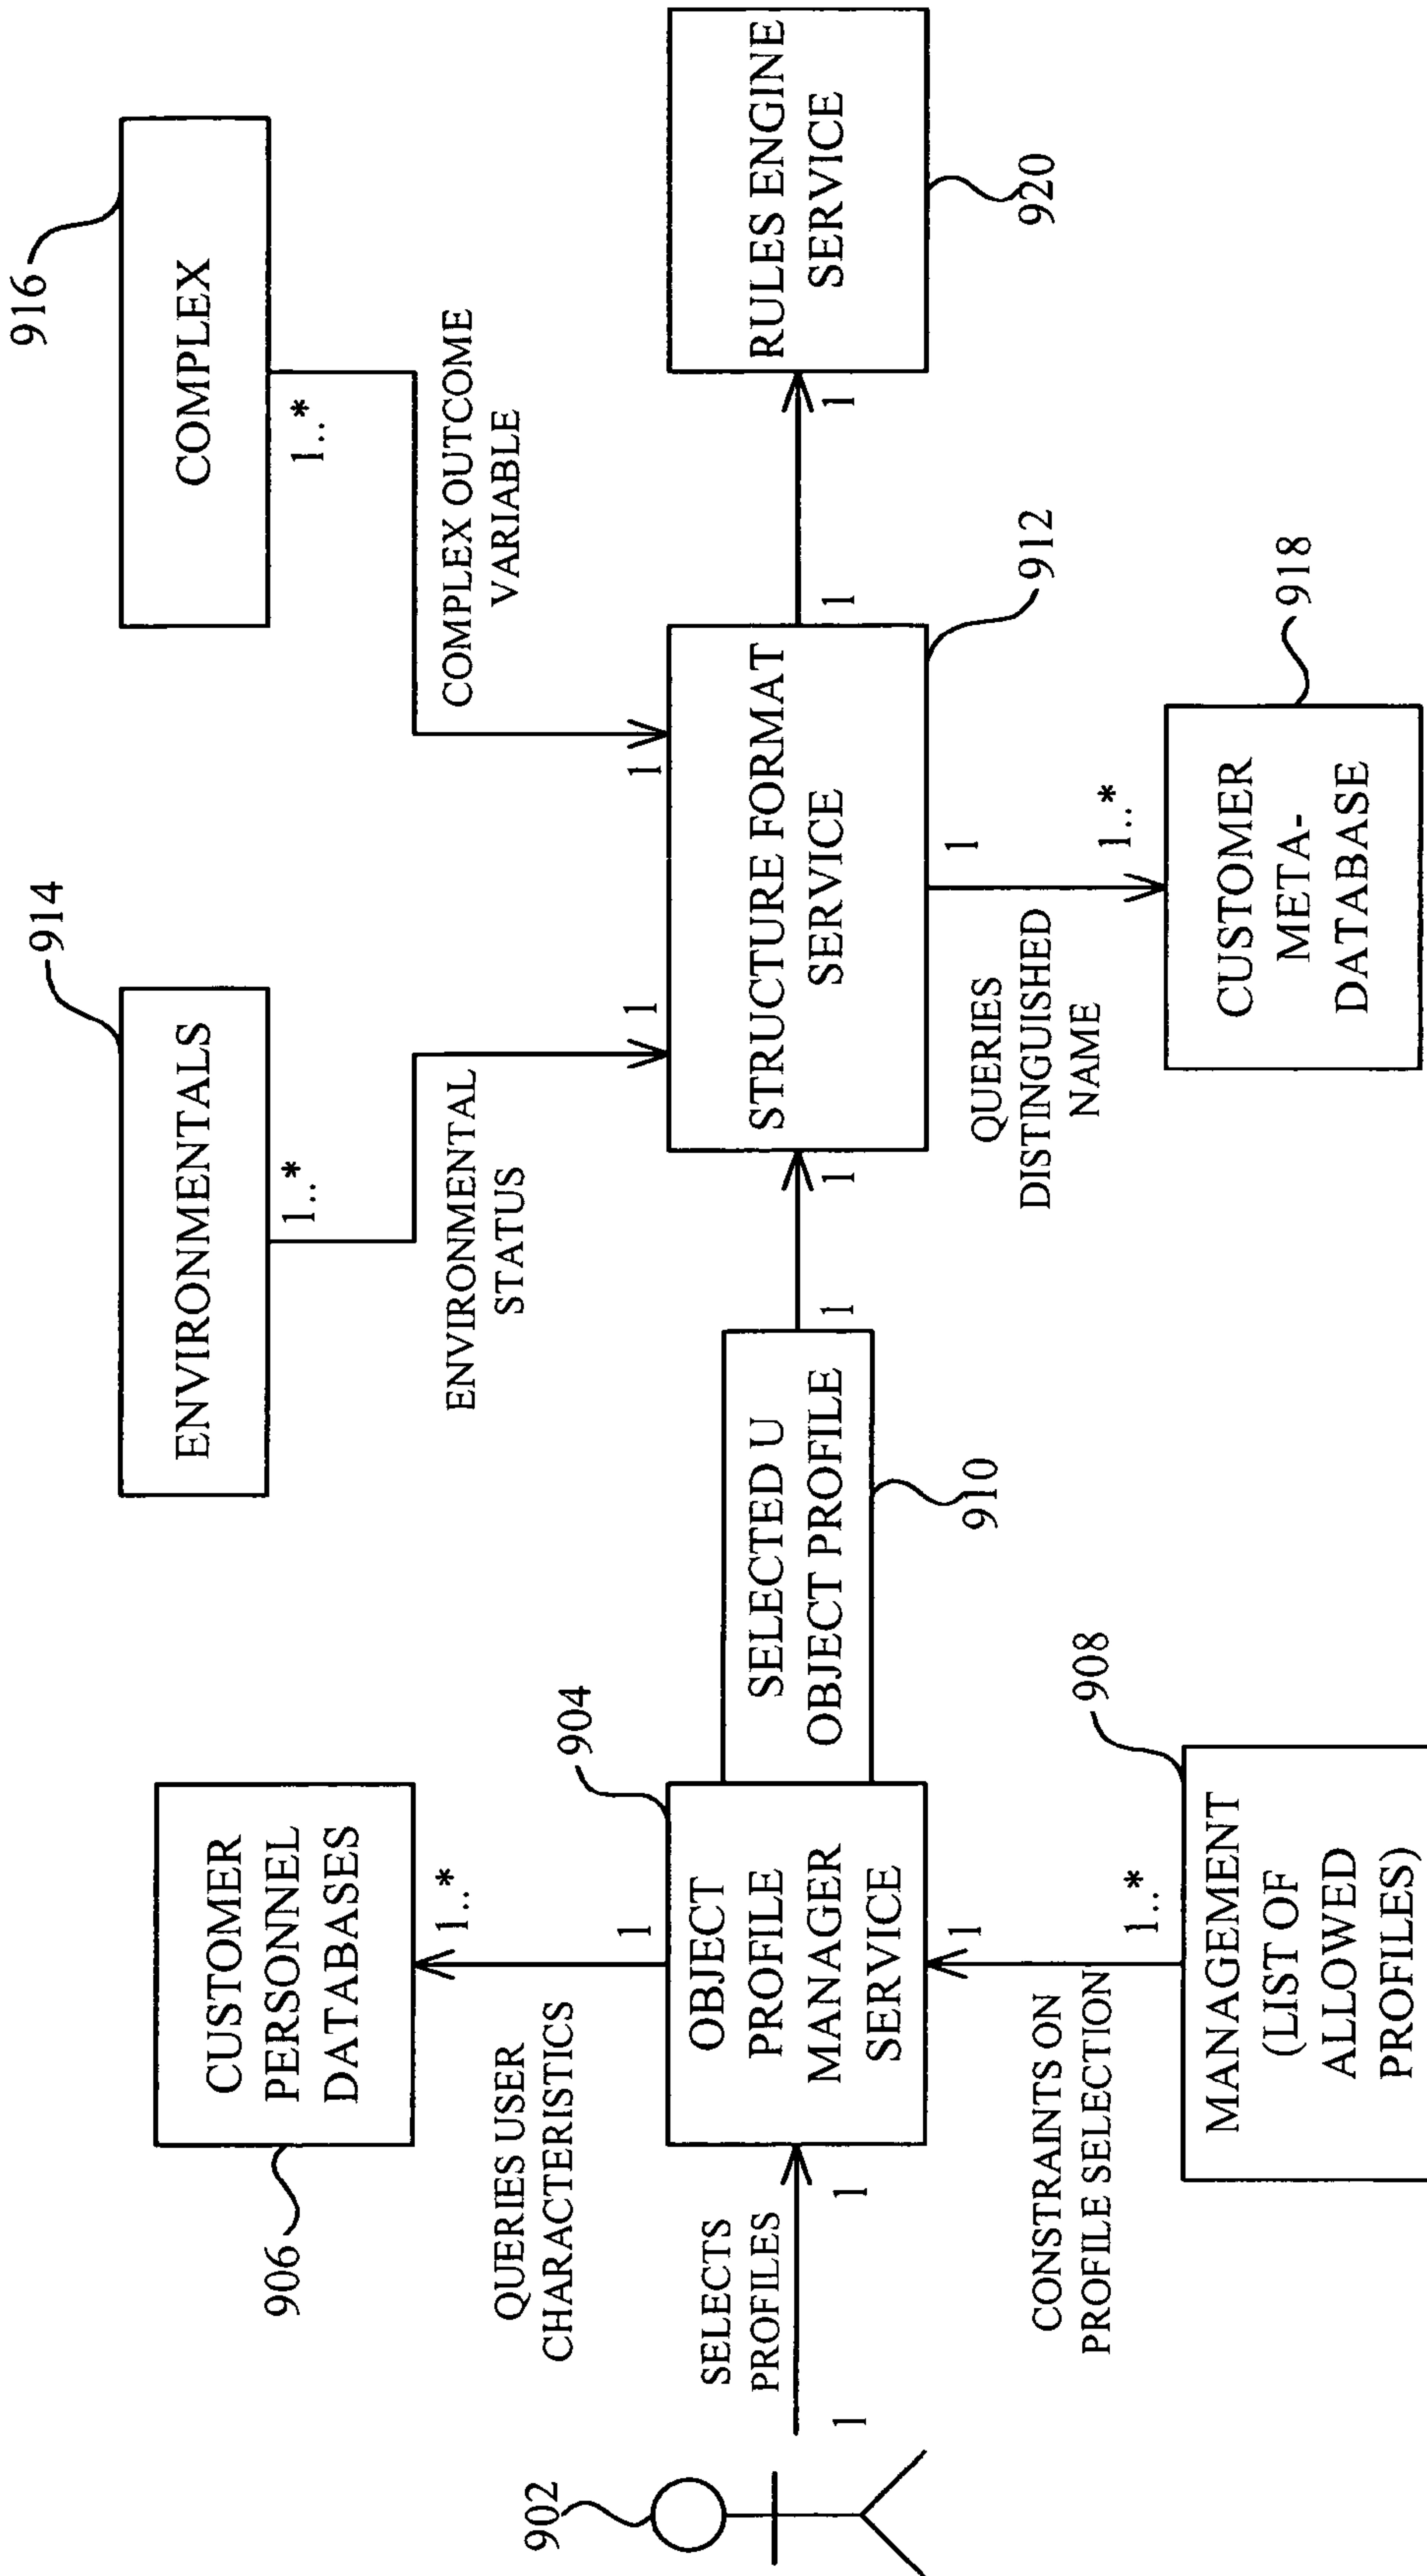 916
COMPLEX
1..*
COMPLEX OUTCOME
VARIABLE
1
914
ENVIRONMENTALS
1..*
ENVIRONMENTAL
STATUS
1
906
CUSTOMER
PERSONNEL
DATABASES
1..*
QUERIES USER
CHARACTERISTICS
1
904
902
SELECTS
PROFILES
1
1
OBJECT
PROFILE
MANAGER
SERVICE
SELECTED U
OBJECT PROFILE
910
1
1
STRUCTURE FORMAT
SERVICE
912
1
1
RULES ENGINE
SERVICE
920
1
CONSTRAINTS ON
PROFILE SELECTION
1..*
908
MANAGEMENT
(LIST OF
ALLOWED
PROFILES)
1
QUERIES
DISTINGUISHED
NAME
1..*
918
CUSTOMER
META-
DATABASE